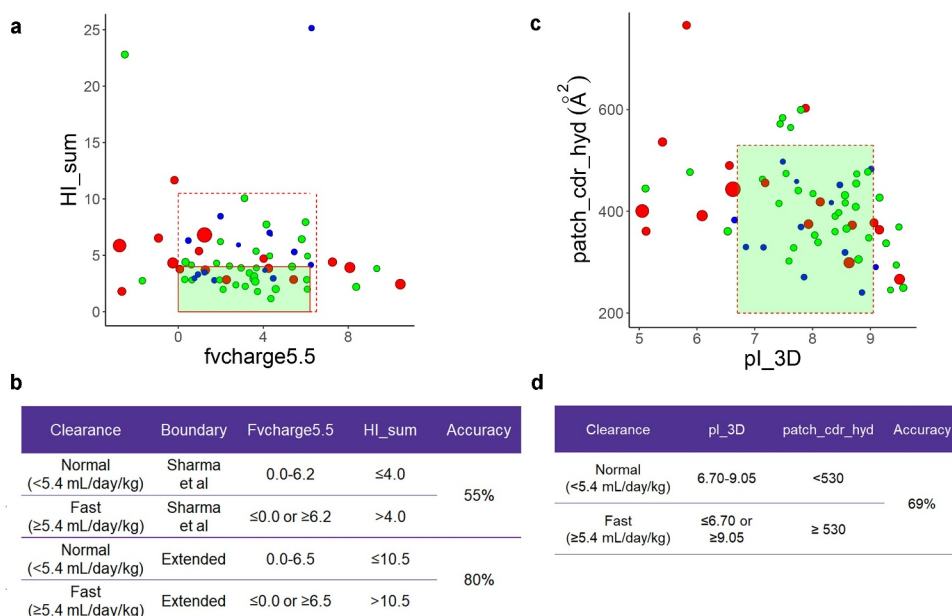 a
HI_sum
25
20
15
10
5
0
0
4
8
fvcharge5.5
c
patch_cdr_hyd (Å²)
600
400
200
5
6
7
8
9
pI_3D
b
Clearance Boundary Fvcharge5.5 HI_sum Accuracy
Normal
(<5.4 mL/day/kg)
Sharma
et al
0.0-6.2
≤4.0
55%
Fast
(≥5.4 mL/day/kg)
Sharma
et al
≤0.0 or ≥6.2
>4.0
Normal
(<5.4 mL/day/kg)
Extended
0.0-6.5
≤10.5
80%
Fast
(≥5.4 mL/day/kg)
Extended
≤0.0 or ≥6.5
>10.5
d
Clearance pI_3D patch_cdr_hyd Accuracy
Normal
(<5.4 mL/day/kg)
6.70-9.05
<530
69%
Fast
(≥5.4 mL/day/kg)
≤6.70 or
≥9.05
≥ 530